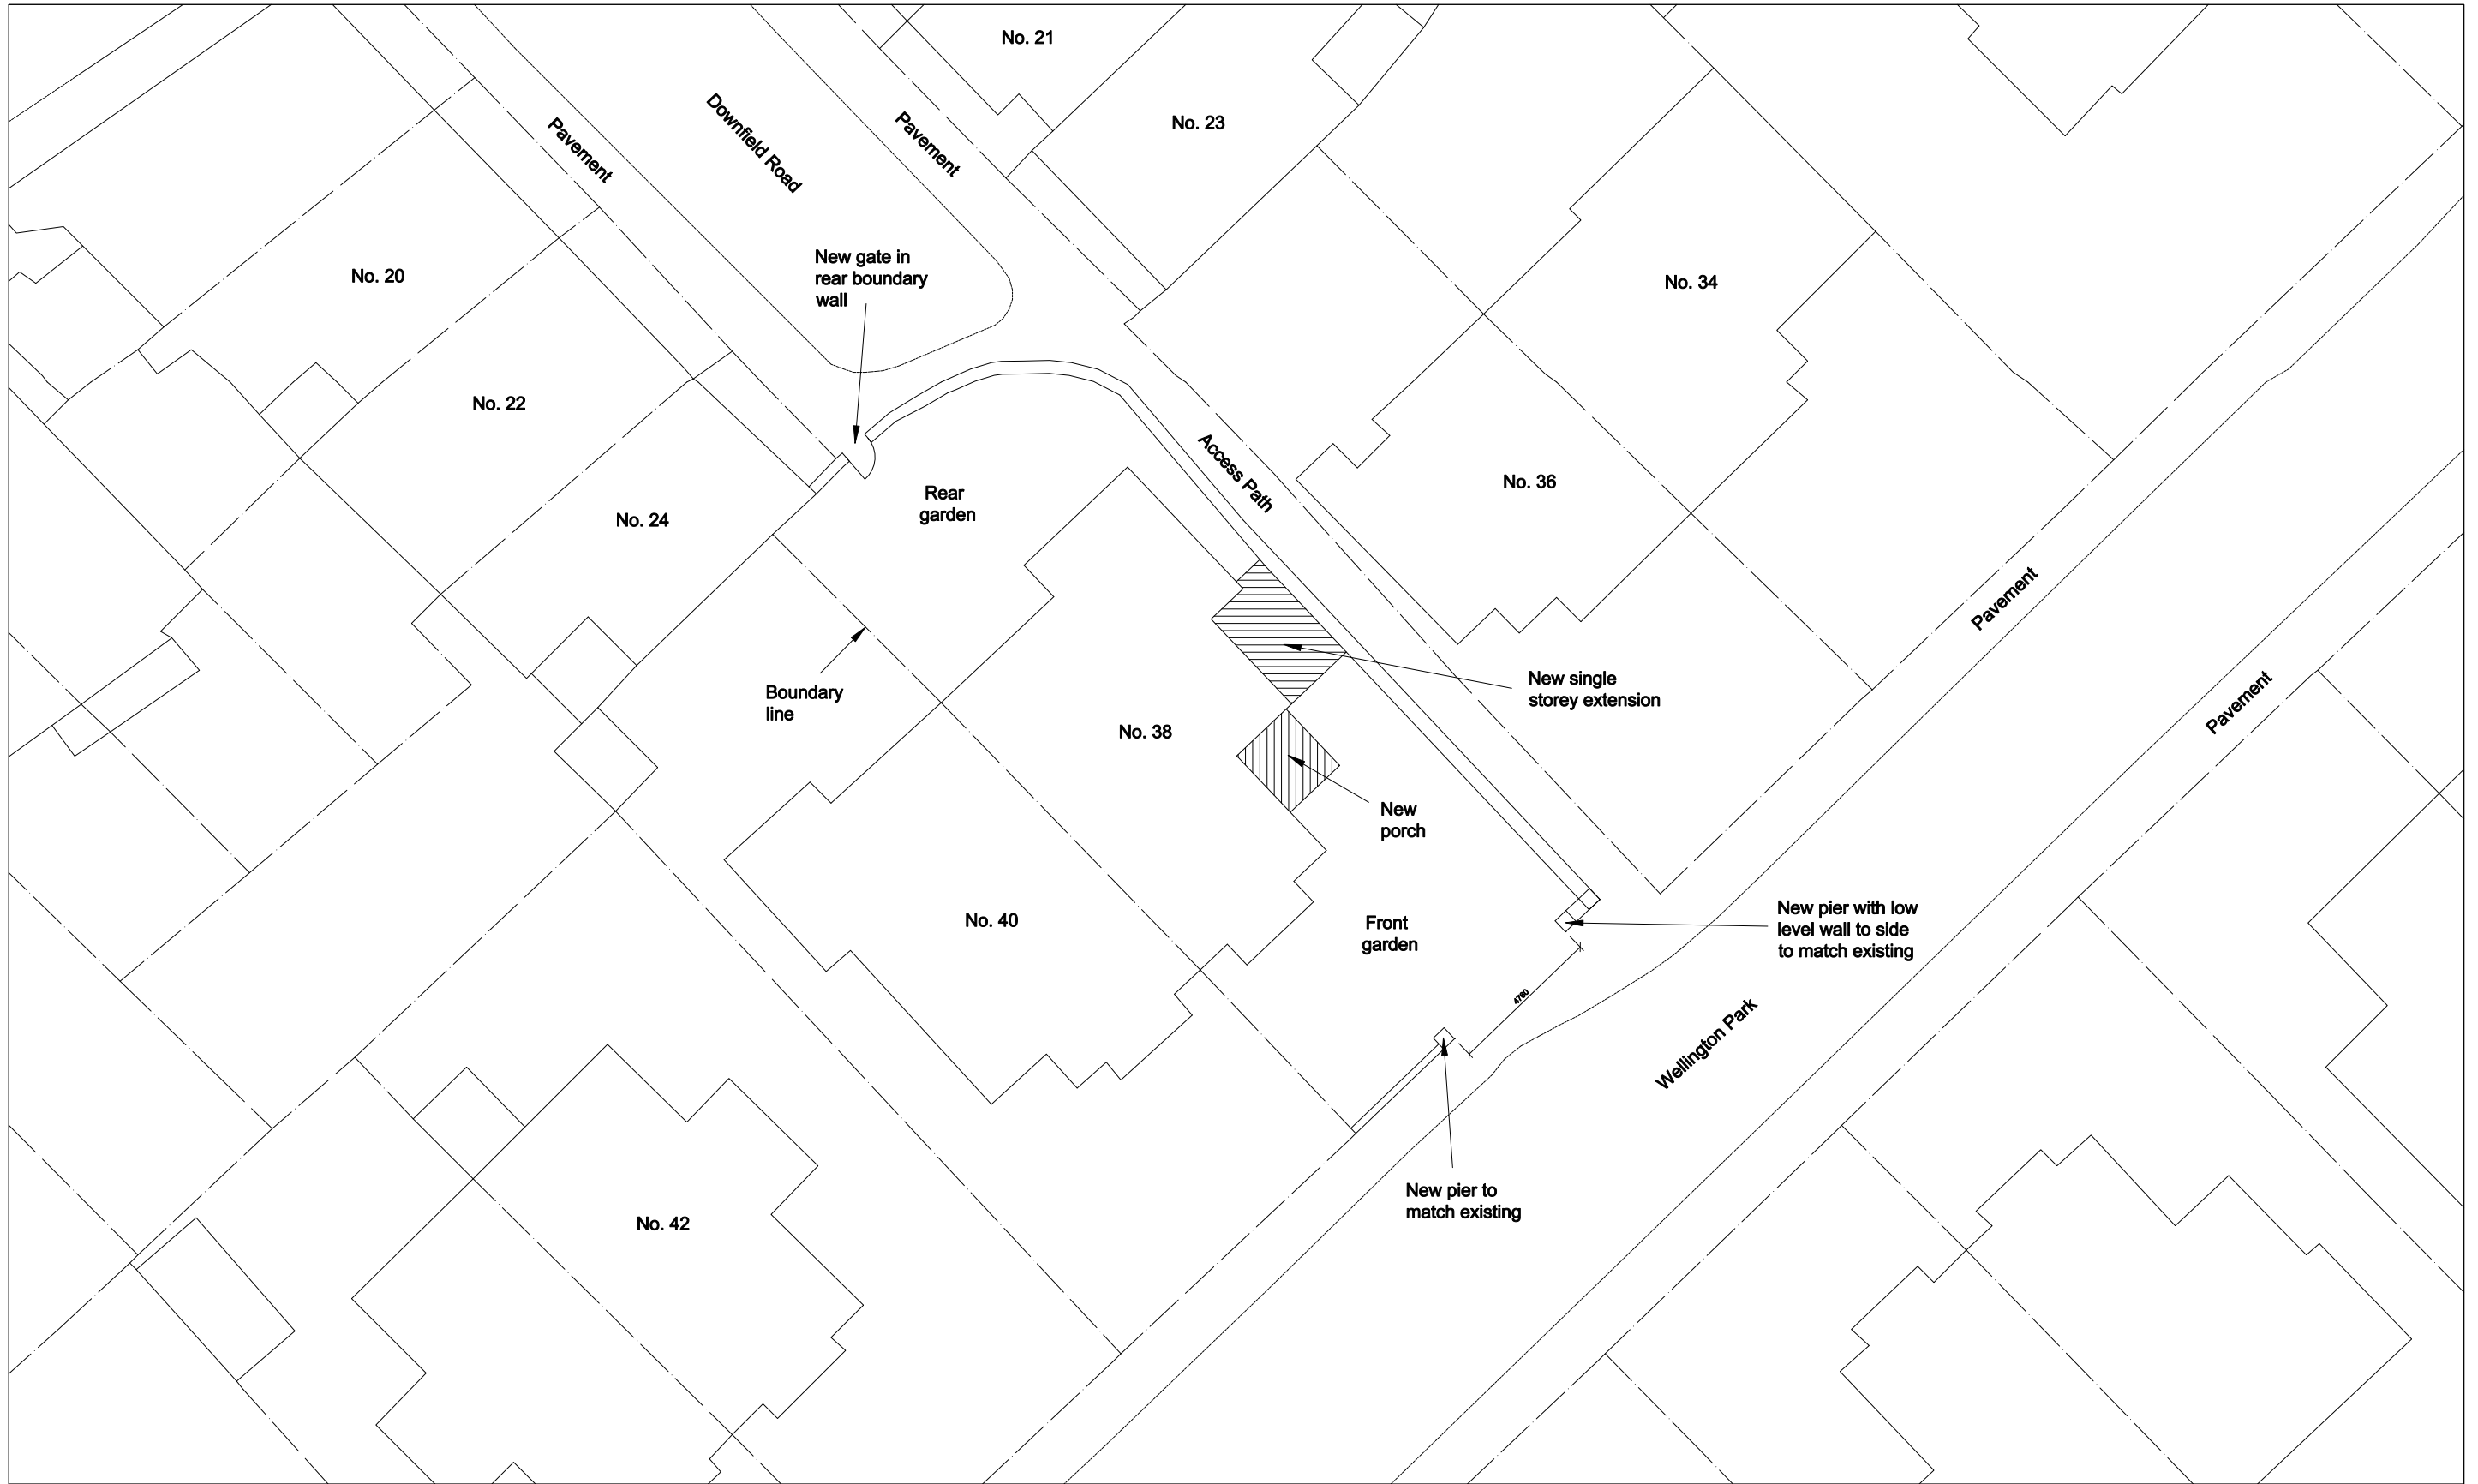 No. 21
No. 23
Downfield Road
Pavement
Pavement
New gate in
rear boundary
wall
No. 20
No. 34
No. 22
Access Path
No. 36
Rear
garden
No. 24
Pavement
New single
storey extension
Boundary
line
Pavement
No. 38
New
porch
No. 40
Front
garden
New pier with low
level wall to side
to match existing
4760
Wellington Park
New pier to
match existing
No. 42